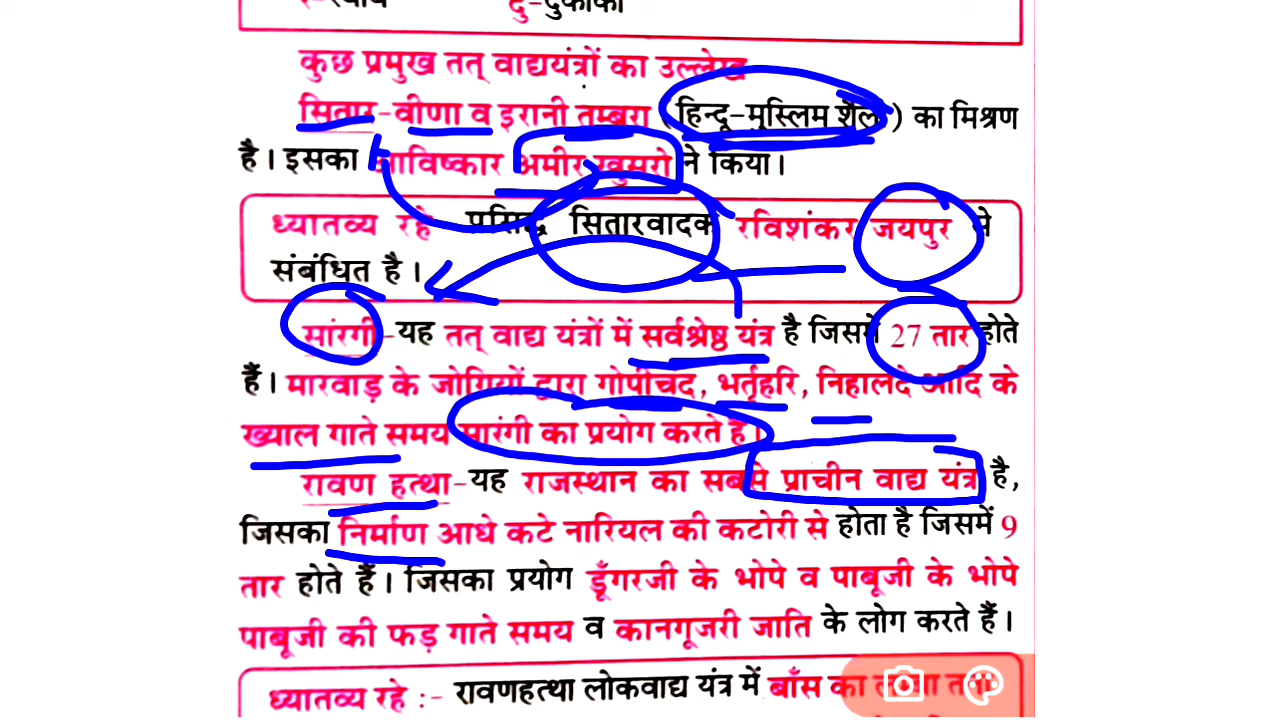 दु-दुकाको
कुछ प्रमुख तत् वाद्ययंत्रों का उल्लेख
सितार-वीणा व इरानी तम्बूरा (हिन्दू-मुस्लिम शैली) का मिश्रण
है। इसका आविष्कार अमीर खुसरो ने किया।
ध्यातव्य रहे प्रसिद्ध सितारवादक रविशंकर जयपुर से
संबंधित है।
सांरगी-यह तत् वाद्य यंत्रों में सर्वश्रेष्ठ यंत्र है जिसमें 27 तार होते
हैं। मारवाड़ के जोगियों द्वारा गोपीचंद, भर्तृहरि, निहालदे आदि के
ख्याल गाते समय सारंगी का प्रयोग करते है।
रावण हत्था-यह राजस्थान का सबसे प्राचीन वाद्य यंत्र है,
जिसका निर्माण आधे कटे नारियल की कटोरी से होता है जिसमें 9
तार होते हैं। जिसका प्रयोग डूँगरजी के भोपे व पाबूजी के भोपे
पाबूजी की फड़ गाते समय व कानगूजरी जाति के लोग करते हैं।
ध्यातव्य रहे :- रावणहत्था लोकवाद्य यंत्र में बाँस का